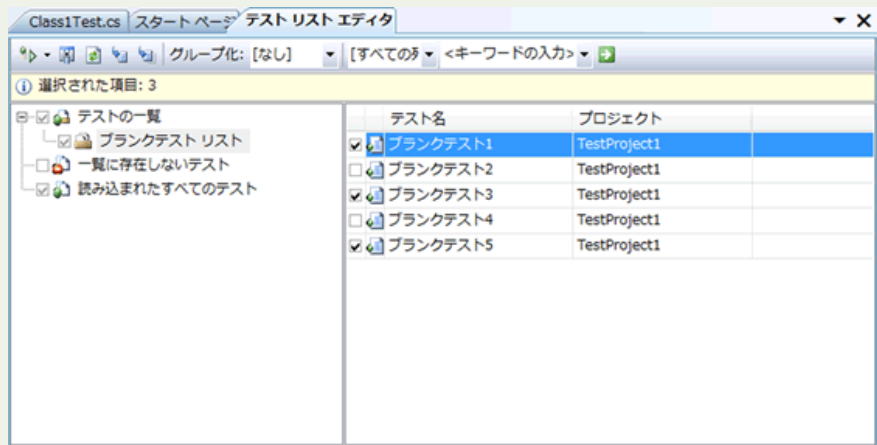 Class1Test.cs スタート ページ テスト リスト エディタ
グループ化: [なし] [すべての列 <キーワードの入力>
選択された項目: 3
テストの一覧
ブランクテスト リスト
一覧に存在しないテスト
読み込まれたすべてのテスト
テスト名 プロジェクト
ブランクテスト1 TestProject1
ブランクテスト2 TestProject1
ブランクテスト3 TestProject1
ブランクテスト4 TestProject1
ブランクテスト5 TestProject1